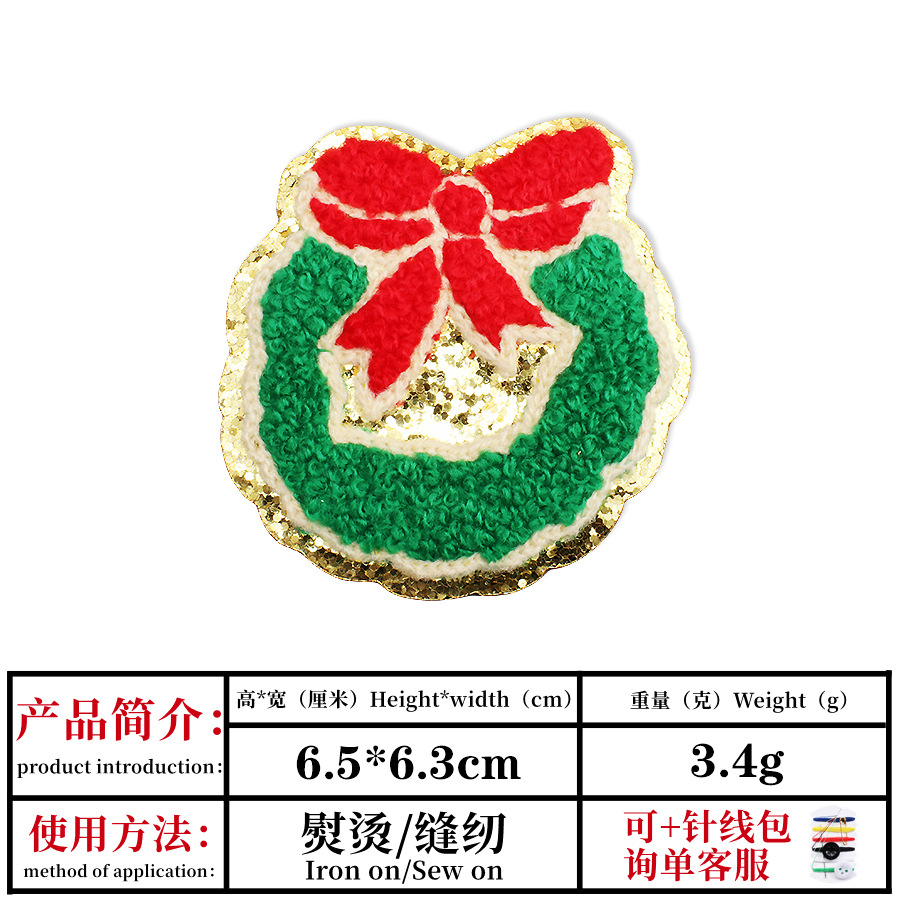 产品简介：
product introduction:
高*宽（厘米）Height*width（cm）
重量（克）Weight（g）
6.5*6.3cm
3.4g
使用方法：
method of application:
熨烫/缝纫
Iron on/Sew on
可+针线包
询单客服